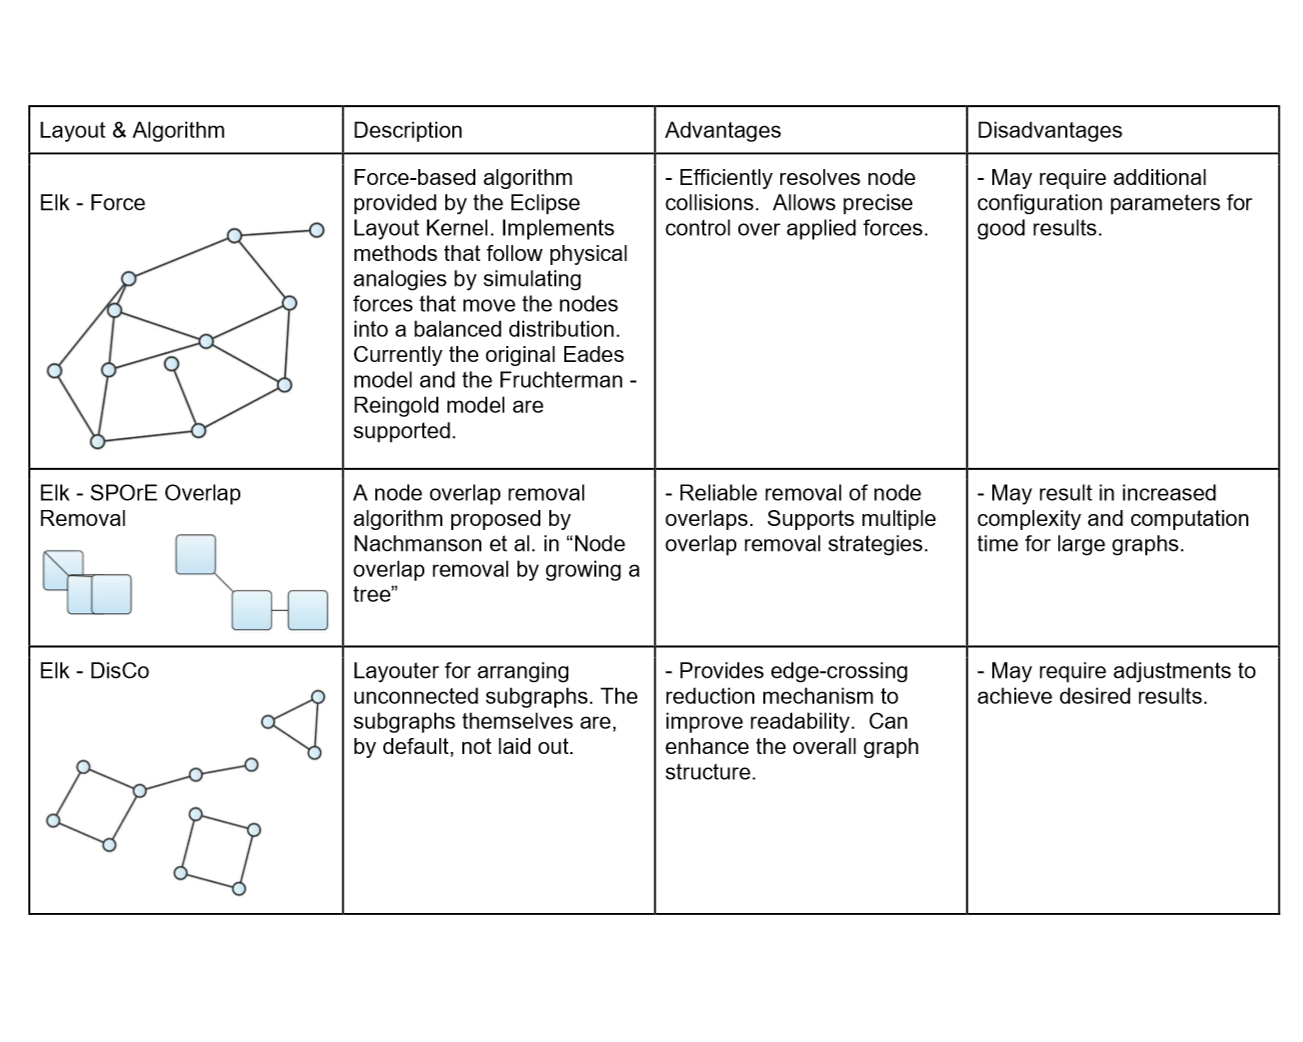 Layout & Algorithm
Description
Advantages
Disadvantages
Elk - Force
Force-based algorithm
provided by the Eclipse
Layout Kernel. Implements
methods that follow physical
analogies by simulating
forces that move the nodes
into a balanced distribution.
Currently the original Eades
model and the Fruchterman -
Reingold model are
supported.
- Efficiently resolves node
collisions.  Allows precise
control over applied forces.
- May require additional
configuration parameters for
good results.
Elk - SPOrE Overlap
Removal
A node overlap removal
algorithm proposed by
Nachmanson et al. in “Node
overlap removal by growing a
tree”
- Reliable removal of node
overlaps.  Supports multiple
overlap removal strategies.
- May result in increased
complexity and computation
time for large graphs.
Elk - DisCo
Layouter for arranging
unconnected subgraphs. The
subgraphs themselves are,
by default, not laid out.
- Provides edge-crossing
reduction mechanism to
improve readability.  Can
enhance the overall graph
structure.
- May require adjustments to
achieve desired results.